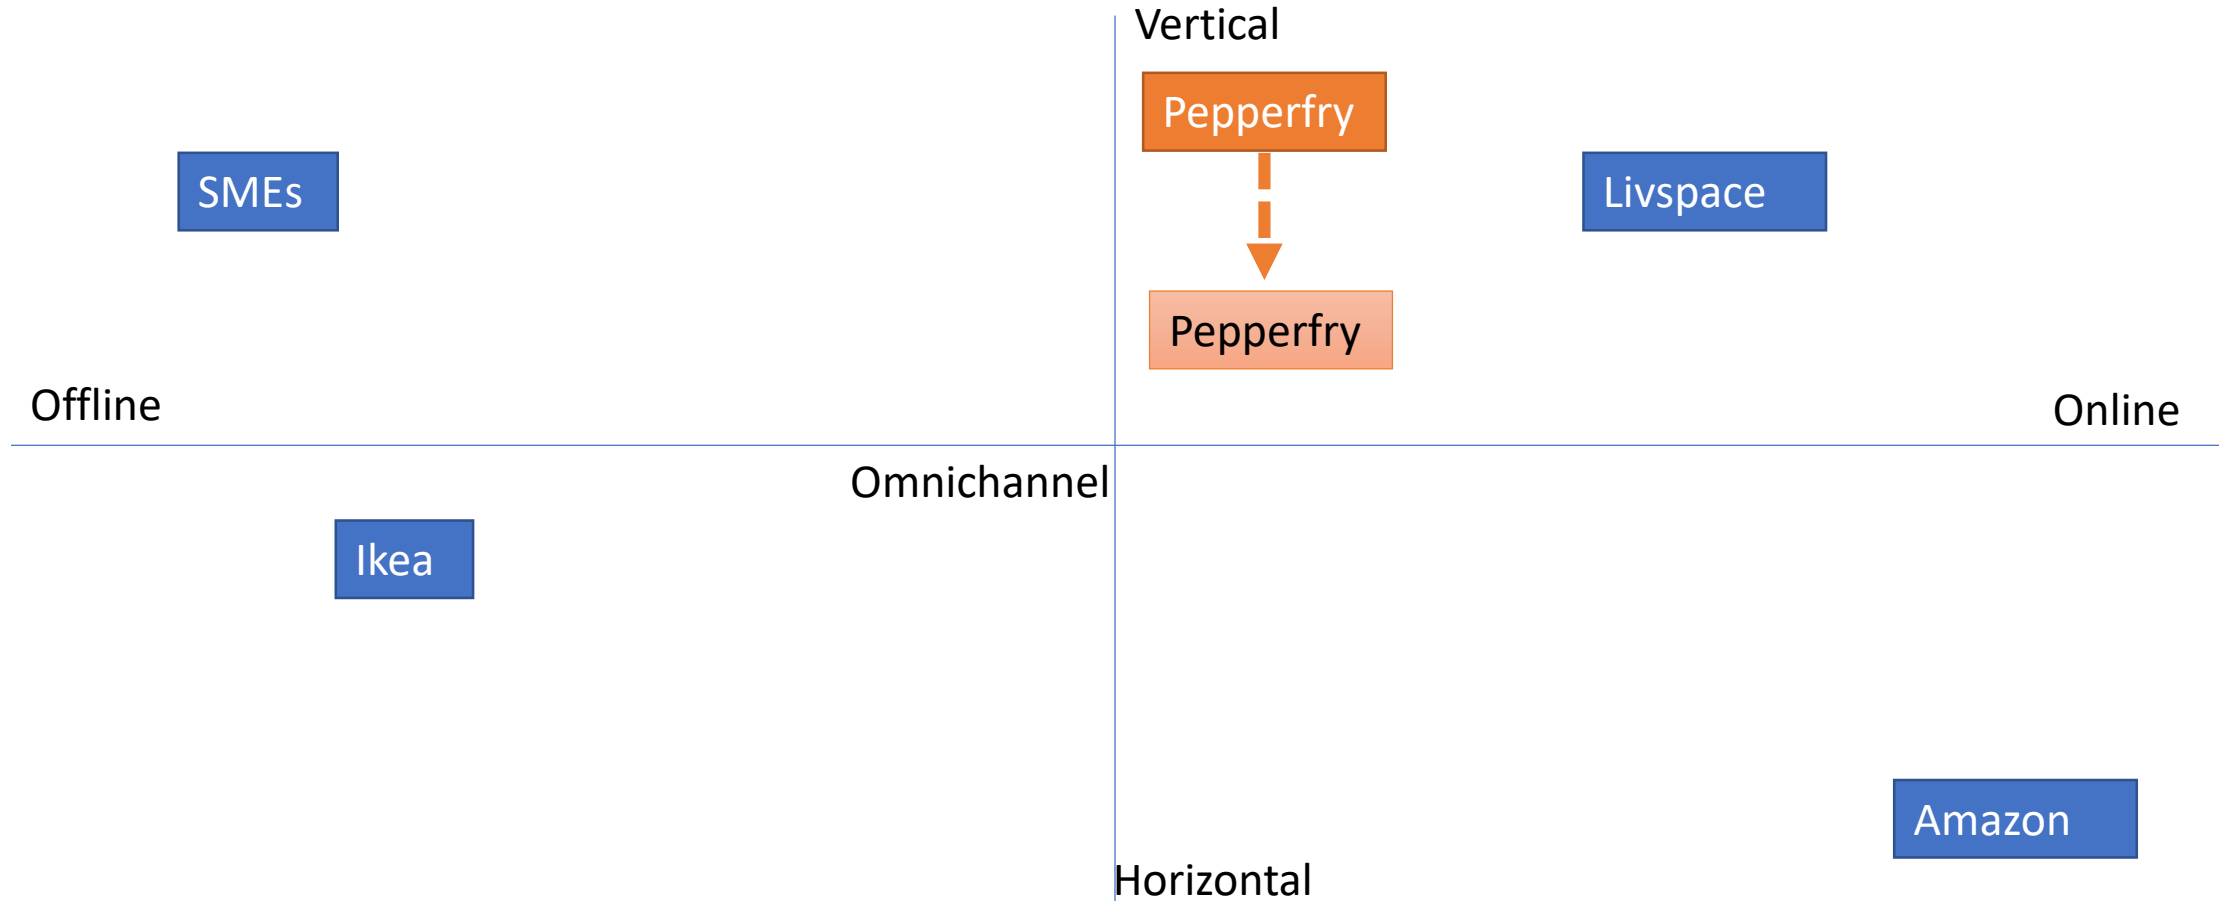 Vertical
Pepperfry
SMEs
Livspace
Pepperfry
Offline
Online
Omnichannel
Ikea
Amazon
Horizontal